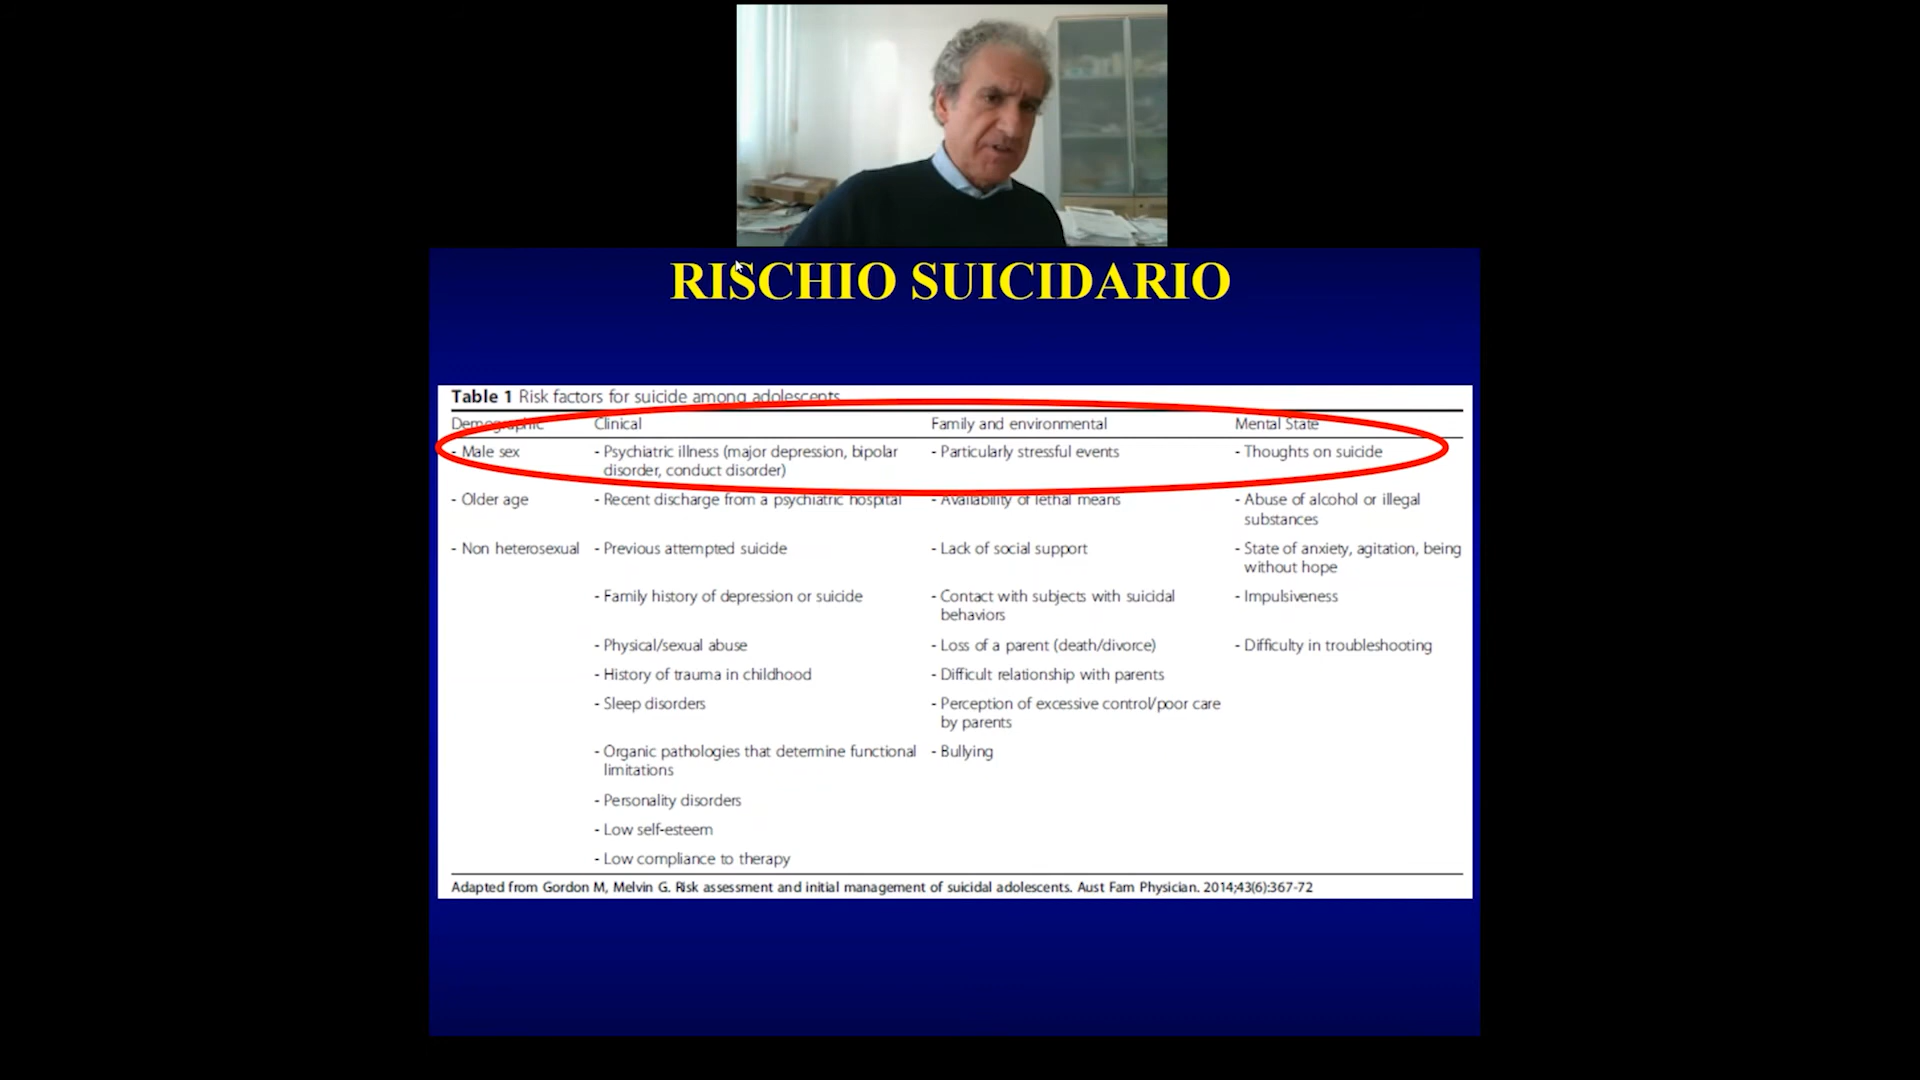 RISCHIO SUICIDARIO
Table 1 Risk factors for suicide among adolescents
Demographic Clinical Family and environmental Mental State
- Male sex - Psychiatric illness (major depression, bipolar - Particularly stressful events - Thoughts on suicide
disorder, conduct disorder)
- Older age - Recent discharge from a psychiatric hospital - Availability of lethal means - Abuse of alcohol or illegal
substances
- Non heterosexual - Previous attempted suicide - Lack of social support - State of anxiety, agitation, being
without hope
- Family history of depression or suicide - Contact with subjects with suicidal - Impulsiveness
behaviors
- Physical/sexual abuse - Loss of a parent (death/divorce) - Difficulty in troubleshooting
- History of trauma in childhood - Difficult relationship with parents
- Sleep disorders - Perception of excessive control/poor care
by parents
- Organic pathologies that determine functional - Bullying
limitations
- Personality disorders
- Low self-esteem
- Low compliance to therapy
Adapted from Gordon M, Melvin G. Risk assessment and initial management of suicidal adolescents. Aust Fam Physician. 2014;43(6):367-72